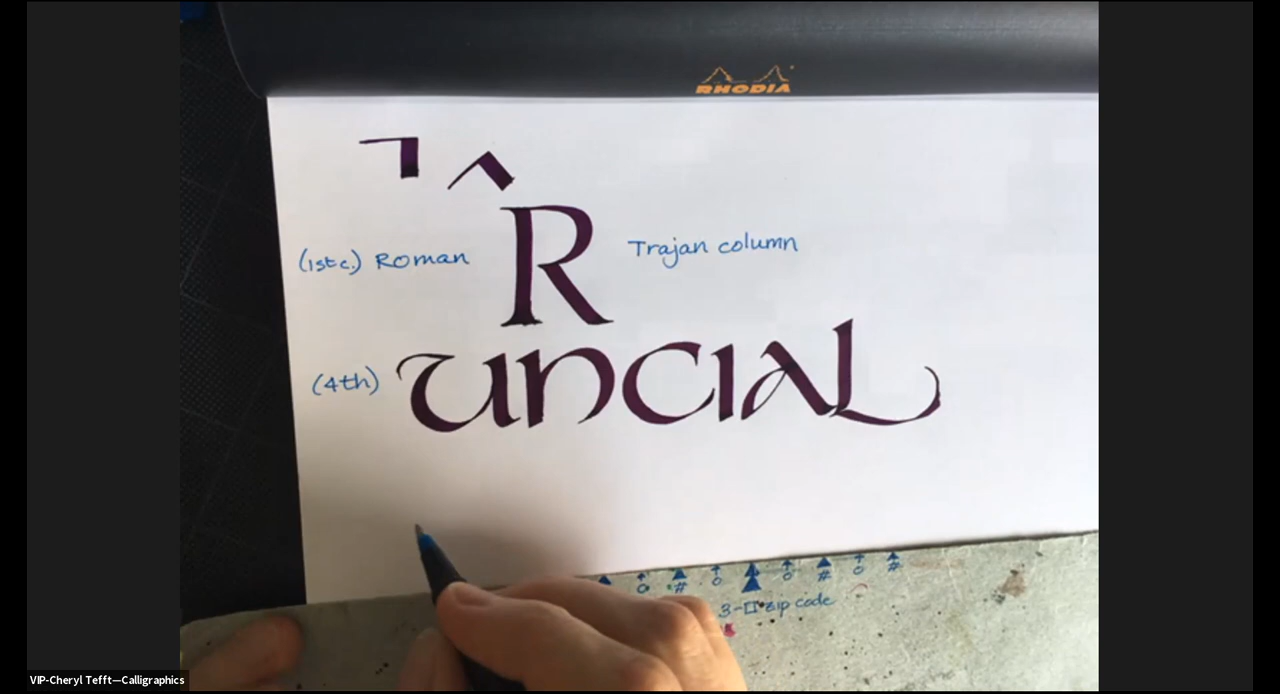 RHODIA
(1st c.) Roman R Trajan column
(4th) UNCIAL
3-□ zip code
VIP-Cheryl Tefft—Calligraphics